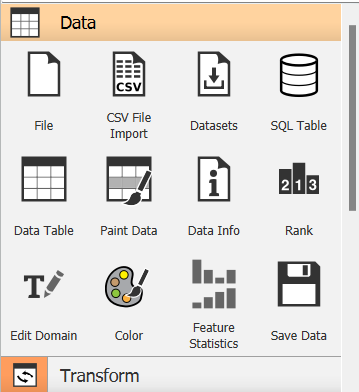 Data
CSV
File
CSV File
Import
Datasets
SQL Table
2 1 3
Data Table
Paint Data
Data Info
Rank
T
Edit Domain
Color
Feature
Statistics
Save Data
Transform